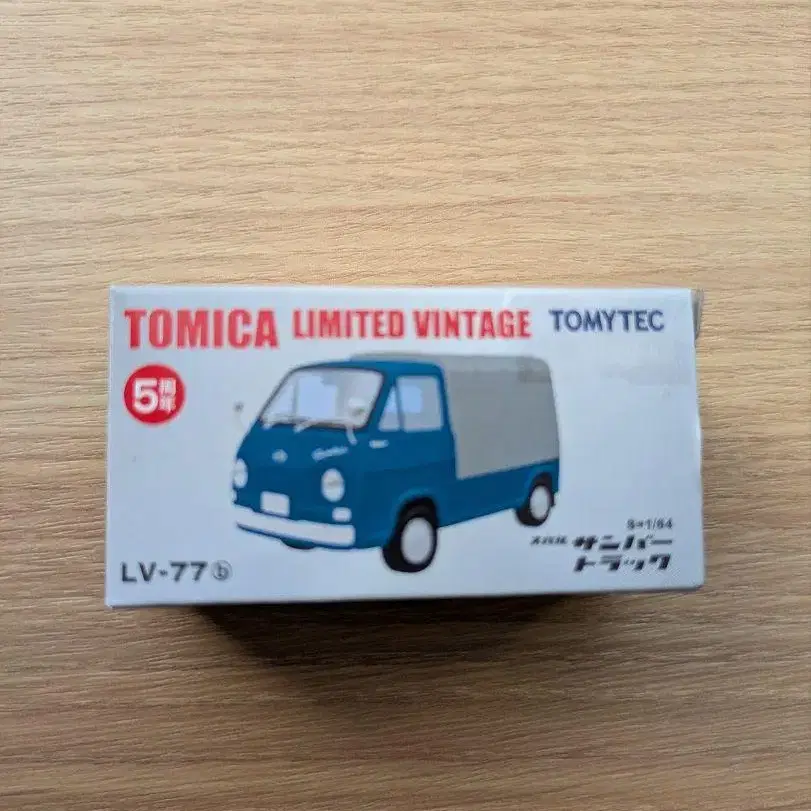 TOMICA LIMITED VINTAGE TOMYTEC
5周年
S=1/64
スバル サンバー
トラック
LV-77 b